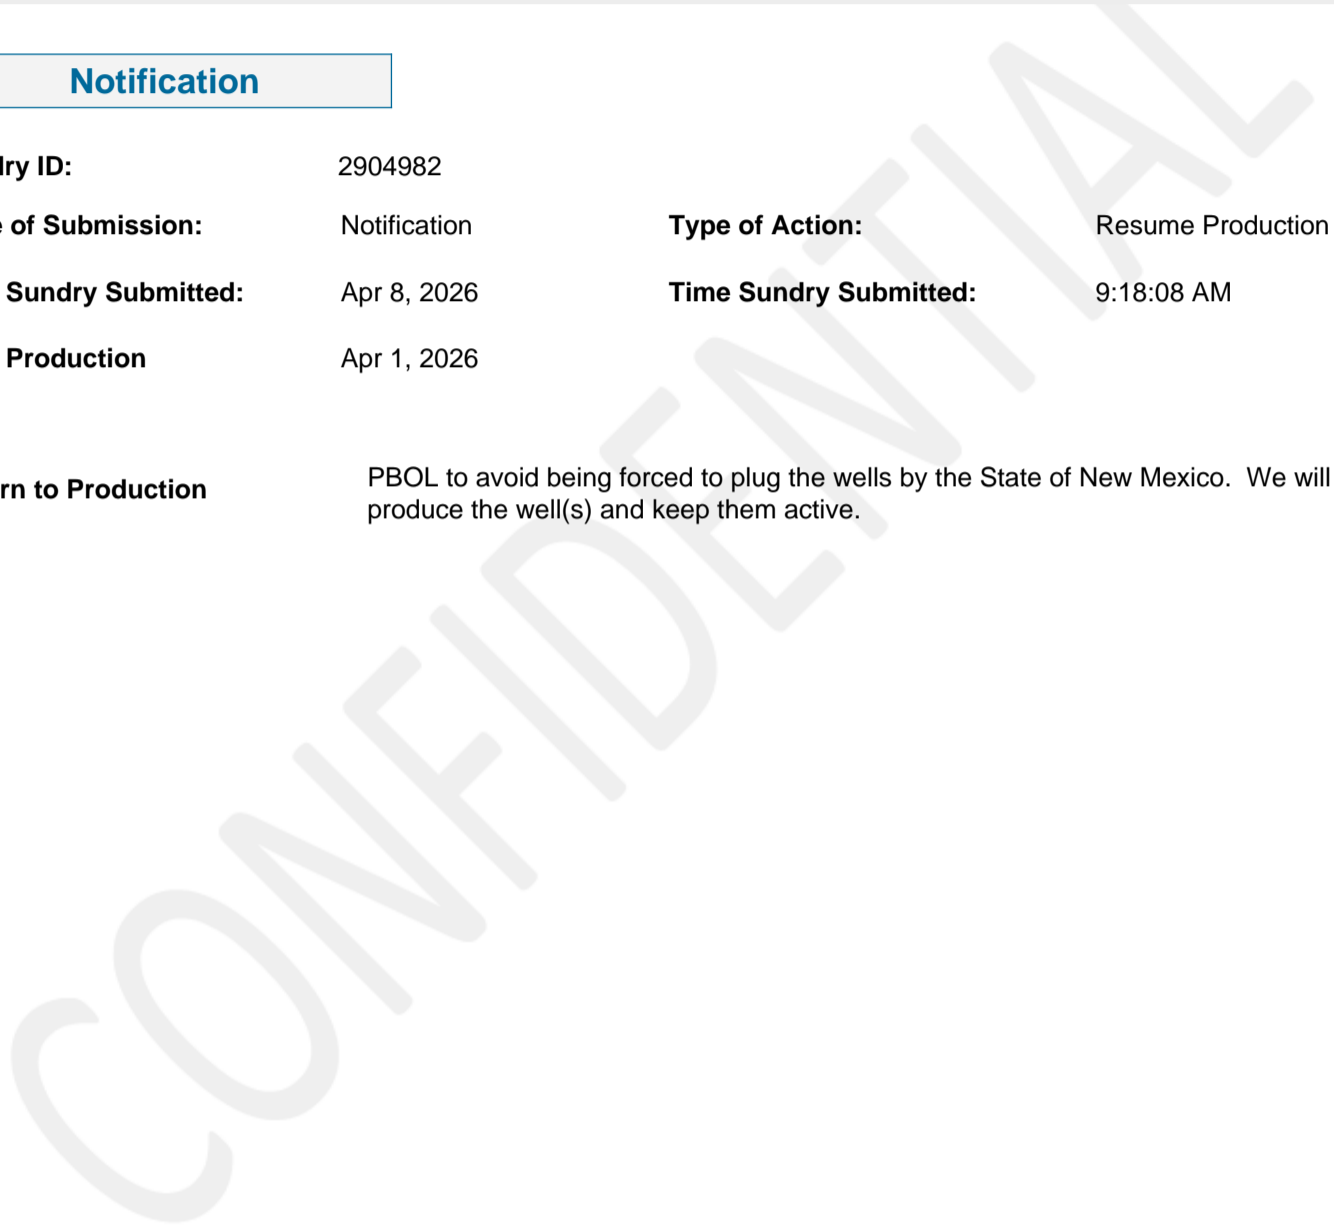 Notification
dry ID: 2904982
e of Submission: Notification Type of Action: Resume Production
Sundry Submitted: Apr 8, 2026 Time Sundry Submitted: 9:18:08 AM
Production Apr 1, 2026
rn to Production
PBOL to avoid being forced to plug the wells by the State of New Mexico.  We will
produce the well(s) and keep them active.
CONFIDENTIAL